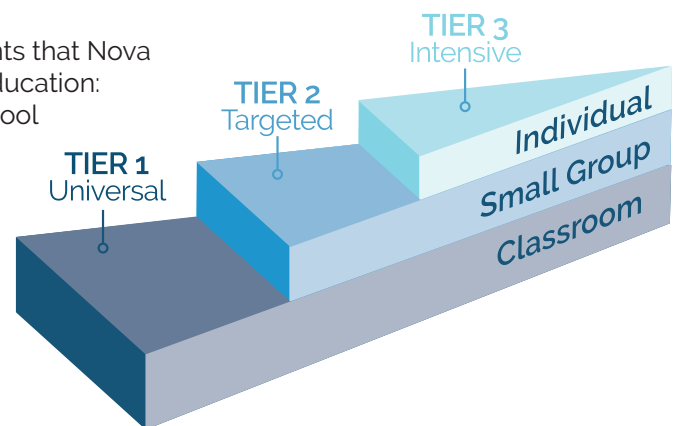 nts that Nova
ducation:
ool
TIER 1
Universal
TIER 2
Targeted
TIER 3
Intensive
Individual
Small Group
Classroom